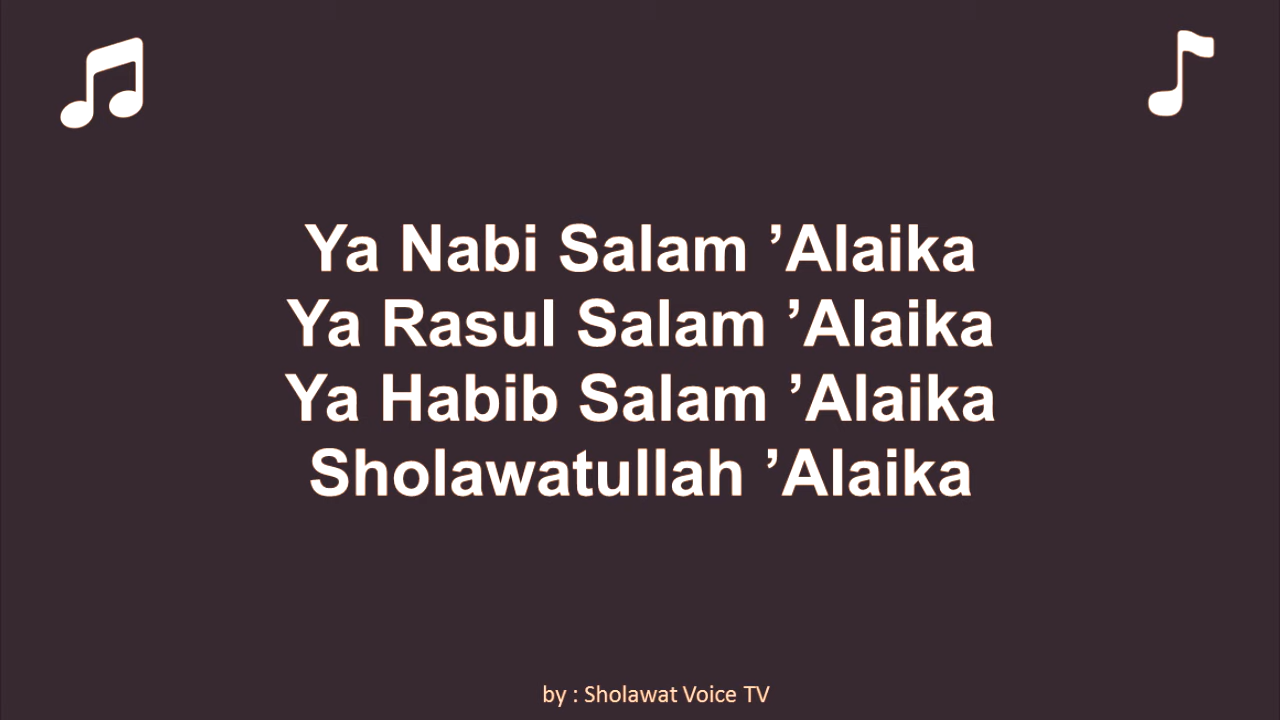 Ya Nabi Salam ’Alaika
Ya Rasul Salam ’Alaika
Ya Habib Salam ’Alaika
Sholawatullah ’Alaika
by : Sholawat Voice TV